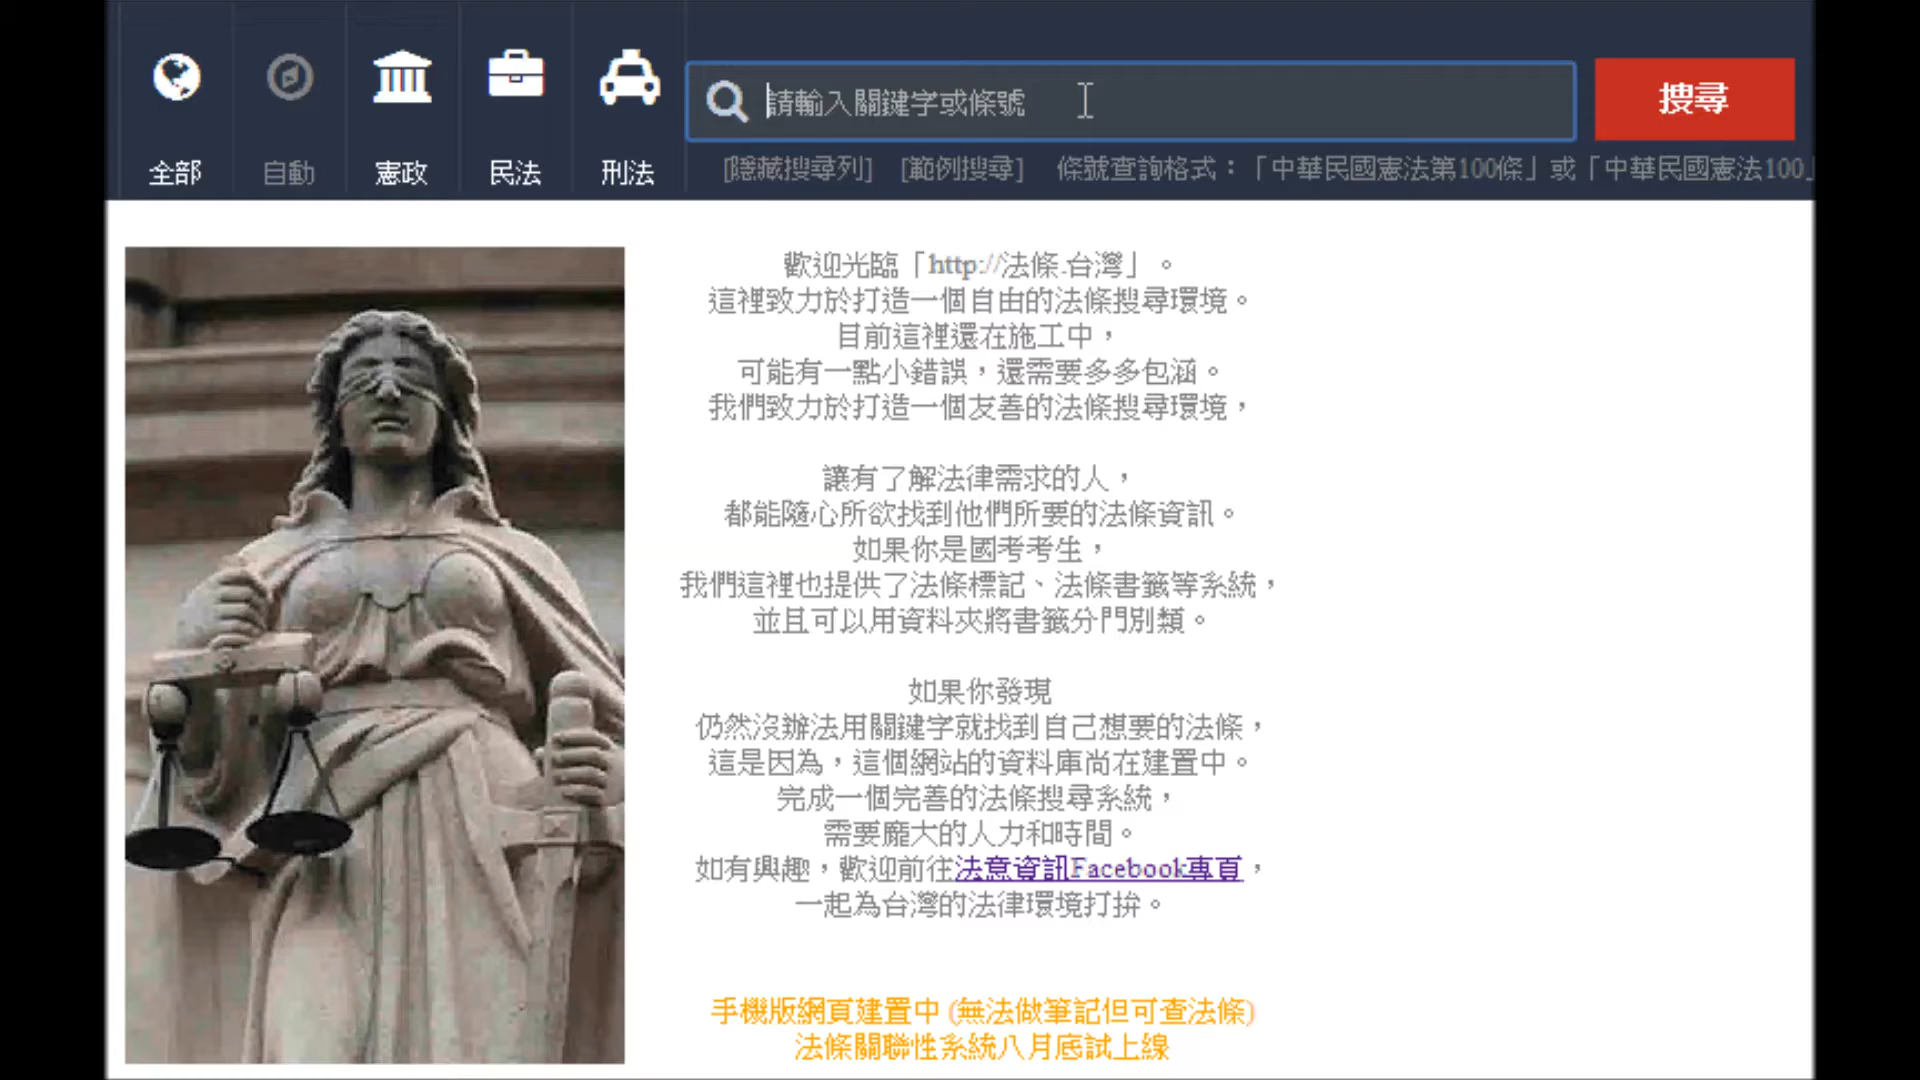 請輸入關鍵字或條號
搜尋
全部
自動
憲政
民法
刑法
[隱藏搜尋列] [範例搜尋] 條號查詢格式：「中華民國憲法第100條」或「中華民國憲法100」
歡迎光臨「http://法條.台灣」。
這裡致力於打造一個自由的法條搜尋環境。
目前這裡還在施工中，
可能有一點小錯誤，還需要多多包涵。
我們致力於打造一個友善的法條搜尋環境，
讓有了解法律需求的人，
都能隨心所欲找到他們所要的法條資訊。
如果你是國考考生，
我們這裡也提供了法條標記、法條書籤等系統，
並且可以用資料夾將書籤分門別類。
如果你發現
仍然沒辦法用關鍵字就找到自己想要的法條，
這是因為，這個網站的資料庫尚在建置中。
完成一個完善的法條搜尋系統，
需要龐大的人力和時間。
如有興趣，歡迎前往法意資訊Facebook專頁，
一起為台灣的法律環境打拚。
手機版網頁建置中 (無法做筆記但可查法條)
法條關聯性系統八月底試上線